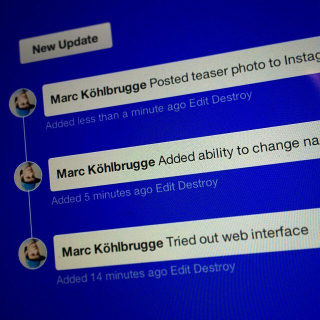 New Update
Marc Köhlbrugge Posted teaser photo to
Added less than a minute ago Edit Destroy
Marc Köhlbrugge Added ability to change
Added 5 minutes ago Edit Destroy
Marc Köhlbrugge Tried out web interface
Added 14 minutes ago Edit Destroy